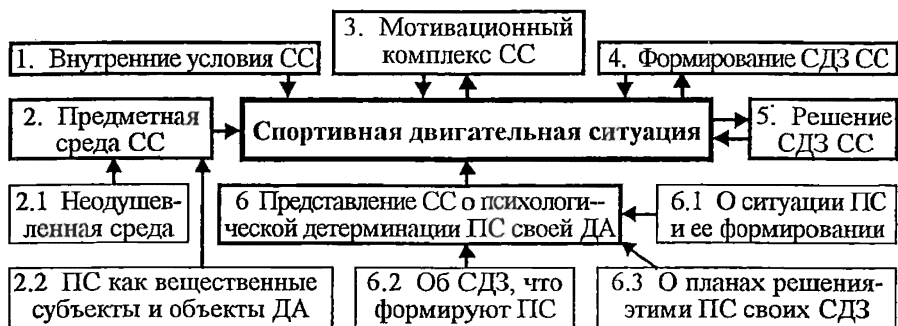 3. Мотивационный
комплекс СС
1. Внутренние условия СС
4. Формирование СДЗ СС
2. Предметная
среда СС
Спортивная двигательная ситуация
5. Решение
СДЗ СС
2.1 Неодушев-
ленная среда
6 Представление СС о психологи-
ческой детерминации ПС своей ДА
6.1 О ситуации ПС
и ее формировании
2.2 ПС как вещественные
субъекты и объекты ДА
6.2 Об СДЗ, что
формируют ПС
6.3 О планах решения-
этими ПС своих СДЗ